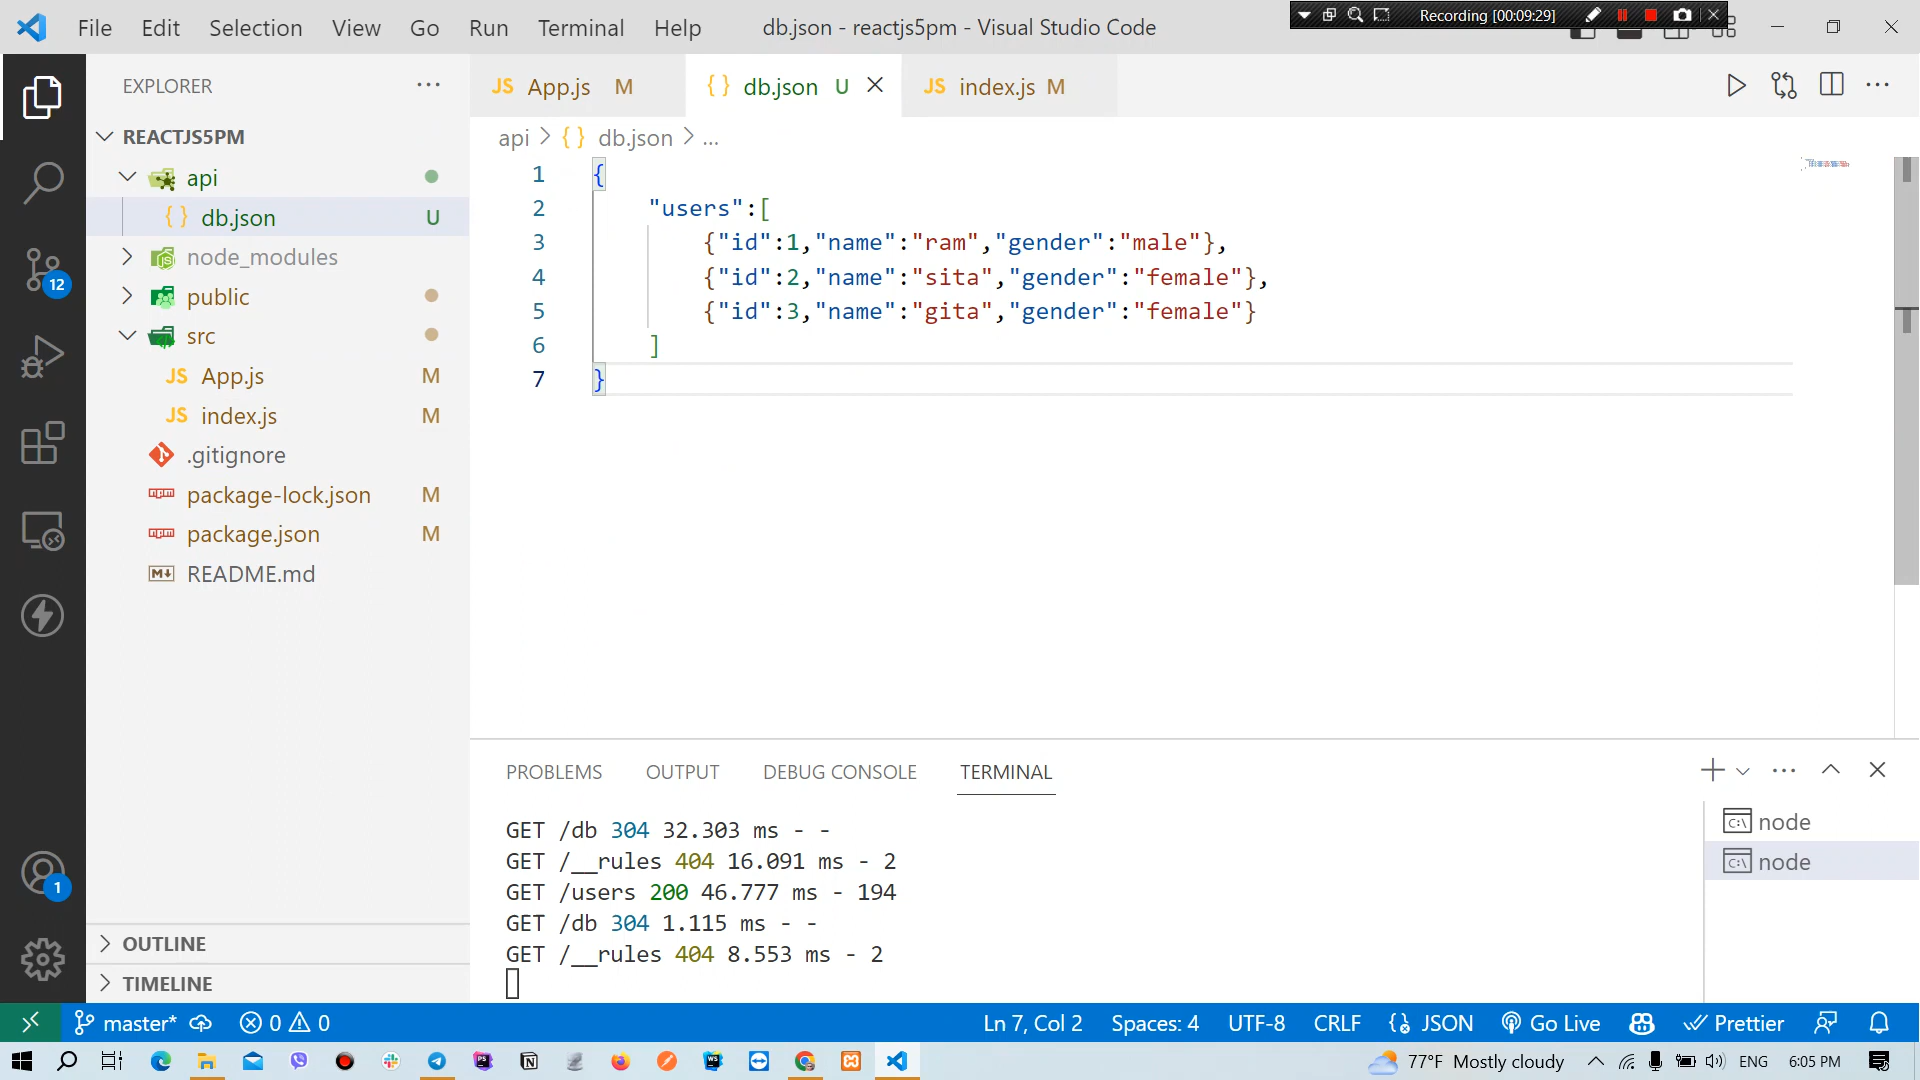 File Edit Selection View Go Run Terminal Help
db.json - reactjs5pm - Visual Studio Code
Recording [00:09:29]
EXPLORER
JS App.js M
{ } db.json U
JS index.js M
REACTJS5PM
api > { } db.json > ...
api
{ } db.json U
node_modules
public
src
JS App.js M
JS index.js M
.gitignore
package-lock.json M
package.json M
README.md
1 {
2 "users":[
3 {"id":1,"name":"ram","gender":"male"},
4 {"id":2,"name":"sita","gender":"female"},
5 {"id":3,"name":"gita","gender":"female"}
6 ]
7 }
12
PROBLEMS OUTPUT DEBUG CONSOLE TERMINAL
GET /db 304 32.303 ms - -
GET /__rules 404 16.091 ms - 2
GET /users 200 46.777 ms - 194
GET /db 304 1.115 ms - -
GET /__rules 404 8.553 ms - 2
node
node
1
OUTLINE
TIMELINE
master* 0 0
Ln 7, Col 2 Spaces: 4 UTF-8 CRLF JSON Go Live Prettier
77°F Mostly cloudy ENG 6:05 PM